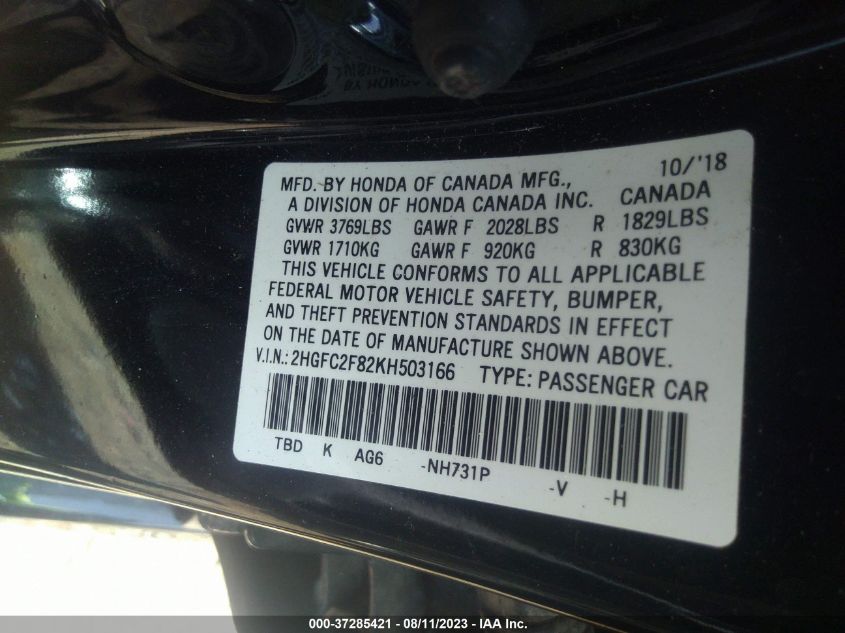 10/'18
MFD. BY HONDA OF CANADA MFG.,
A DIVISION OF HONDA CANADA INC. CANADA
GVWR 3769LBS GAWR F 2028LBS R 1829LBS
GVWR 1710KG GAWR F 920KG R 830KG
THIS VEHICLE CONFORMS TO ALL APPLICABLE
FEDERAL MOTOR VEHICLE SAFETY, BUMPER,
AND THEFT PREVENTION STANDARDS IN EFFECT
ON THE DATE OF MANUFACTURE SHOWN ABOVE.
V.I.N.: 2HGFC2F82KH503166 TYPE: PASSENGER CAR
TBD K AG6 -NH731P -V -H
000-37285421 - 08/11/2023 - IAA Inc.